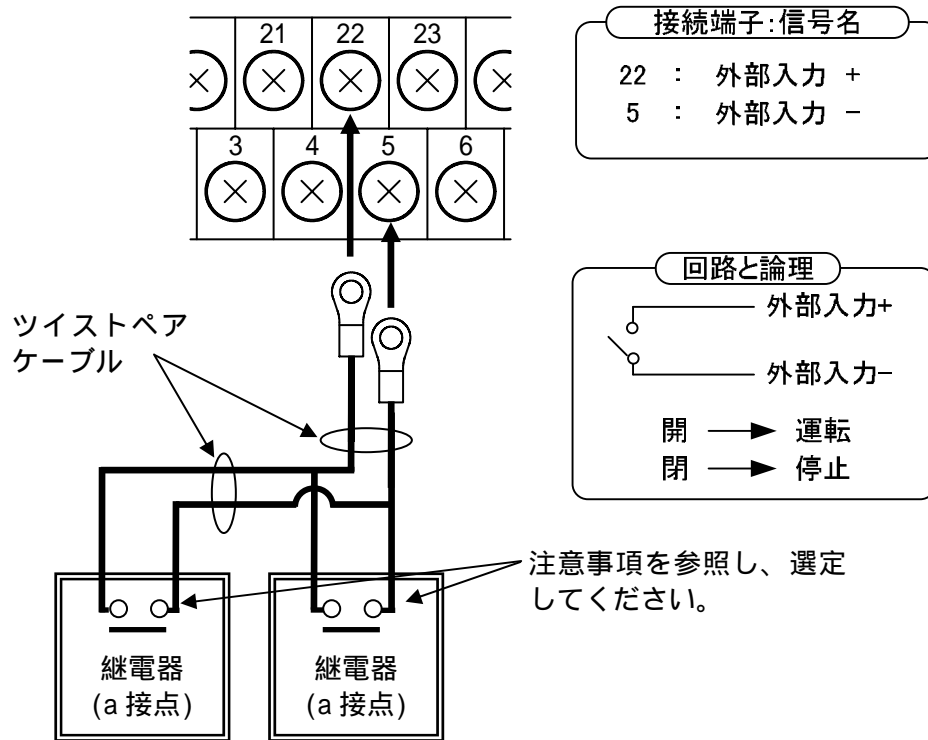 21 22 23
3 4 5 6
接続端子:信号名
22 : 外部入力 +
5 : 外部入力 −
回路と論理
外部入力+
外部入力−
開 → 運転
閉 → 停止
ツイストペア
ケーブル
注意事項を参照し、選定
してください。
継電器
(a 接点)
継電器
(a 接点)